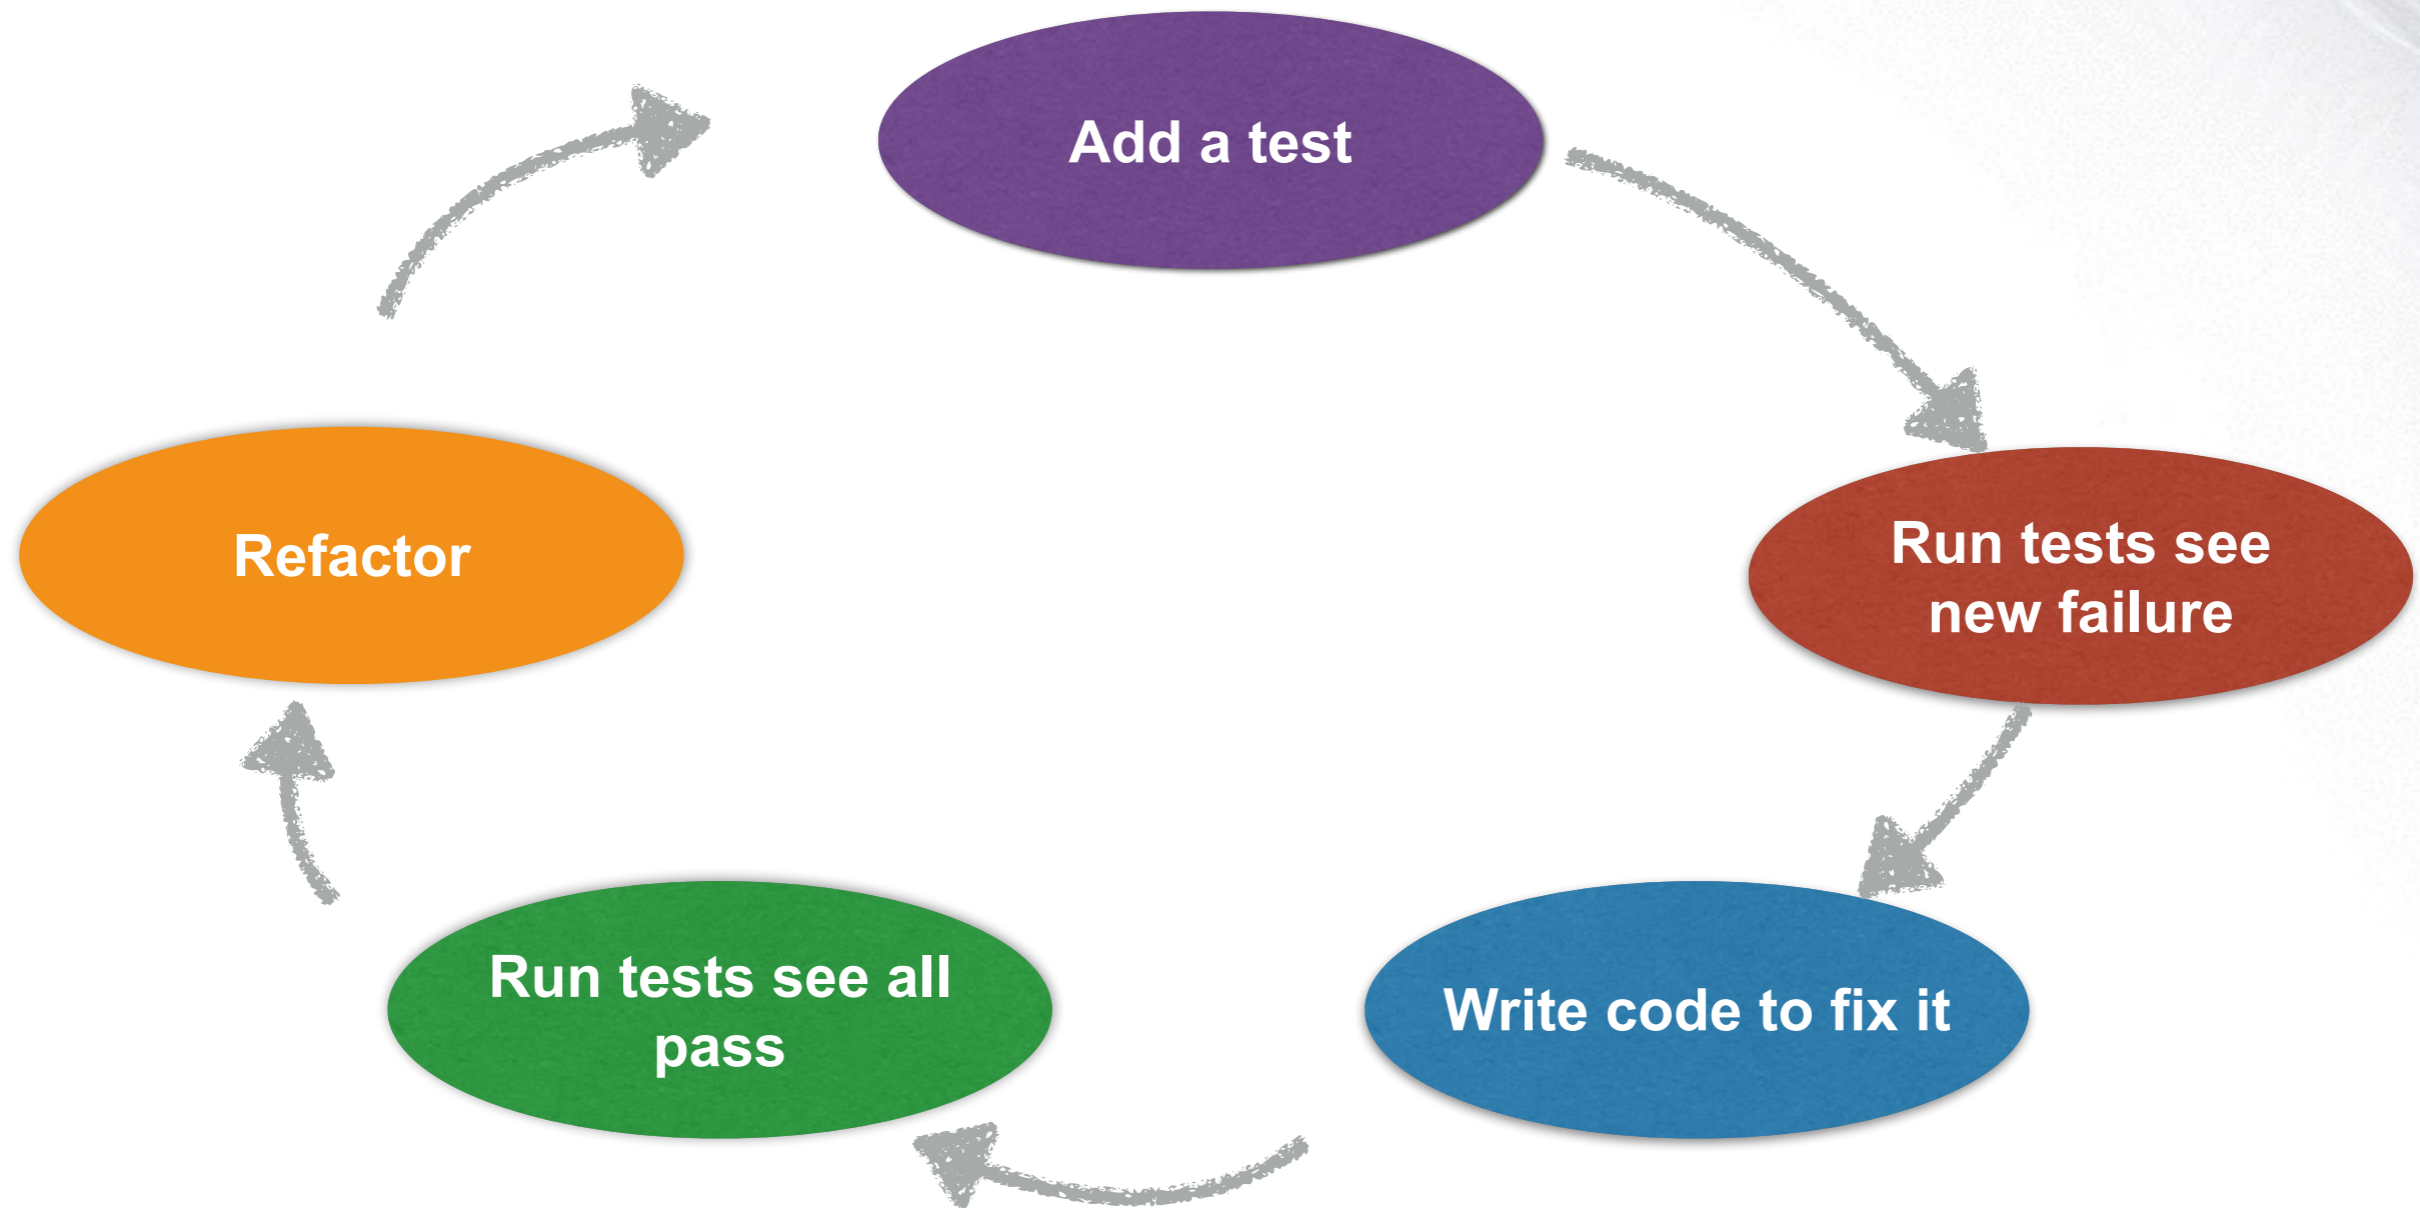 Add a test
Run tests see
new failure
Write code to fix it
Run tests see all
pass
Refactor